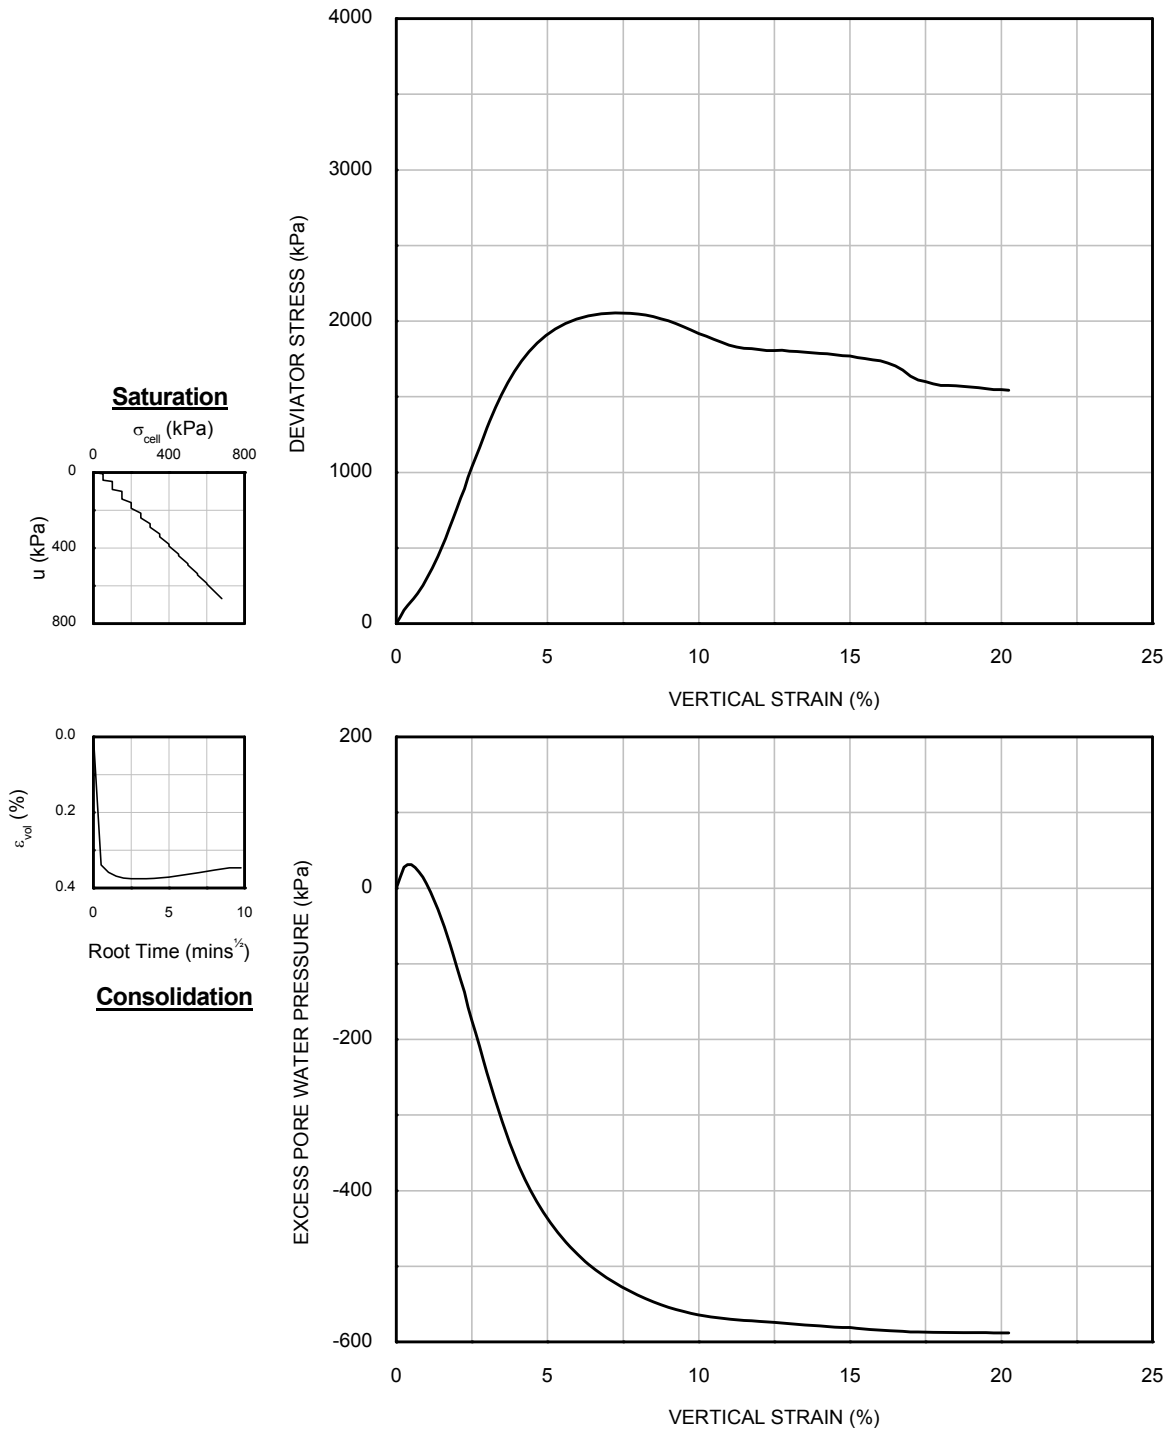 4000
3000
2000
1000
0
DEVIATOR STRESS (kPa)
0 5 10 15 20 25
VERTICAL STRAIN (%)
Saturation
σcell (kPa)
0 400 800
0
400
800
u (kPa)
0.0
0.2
0.4
εvol (%)
0 5 10
Root Time (mins½)
Consolidation
200
0
-200
-400
-600
EXCESS PORE WATER PRESSURE (kPa)
0 5 10 15 20 25
VERTICAL STRAIN (%)